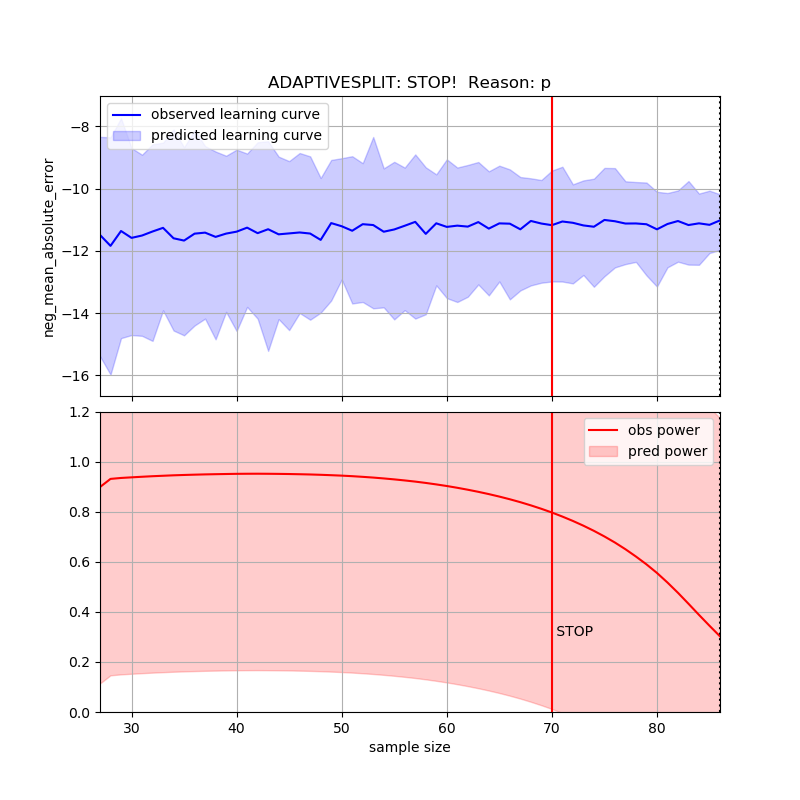 ADAPTIVESPLIT: STOP!  Reason: p
observed learning curve
predicted learning curve
neg_mean_absolute_error
−8
−10
−12
−14
−16
obs power
pred power
1.2
1.0
0.8
0.6
0.4
0.2
0.0
STOP
30 40 50 60 70 80
sample size